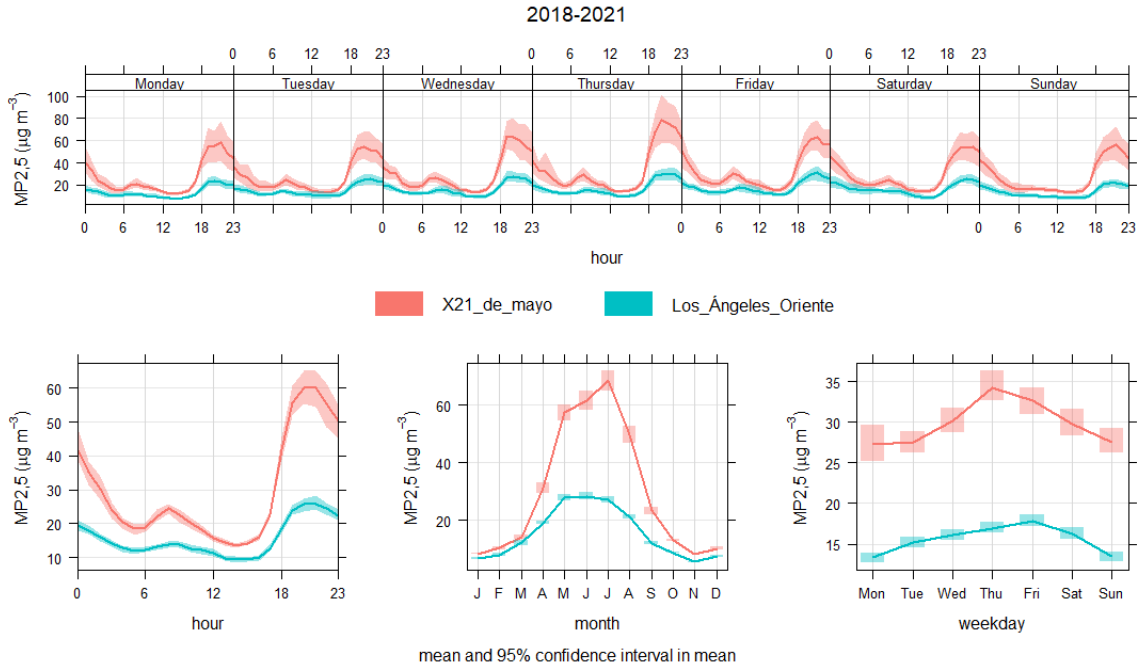 2018-2021
0 6 12 18 23 0 6 12 18 23 0 6 12 18 23
Monday Tuesday Wednesday Thursday Friday Saturday Sunday
MP2,5 (µg m⁻³)
100
80
60
40
20
0 6 12 18 23 0 6 12 18 23 0 6 12 18 23 0 6 12 18 23
hour
X21_de_mayo Los_Ángeles_Oriente
MP2,5 (µg m⁻³)
60
50
40
30
20
10
0 6 12 18 23
hour
MP2,5 (µg m⁻³)
60
40
20
J F M A M J J A S O N D
month
MP2,5 (µg m⁻³)
35
30
25
20
15
Mon Tue Wed Thu Fri Sat Sun
weekday
mean and 95% confidence interval in mean